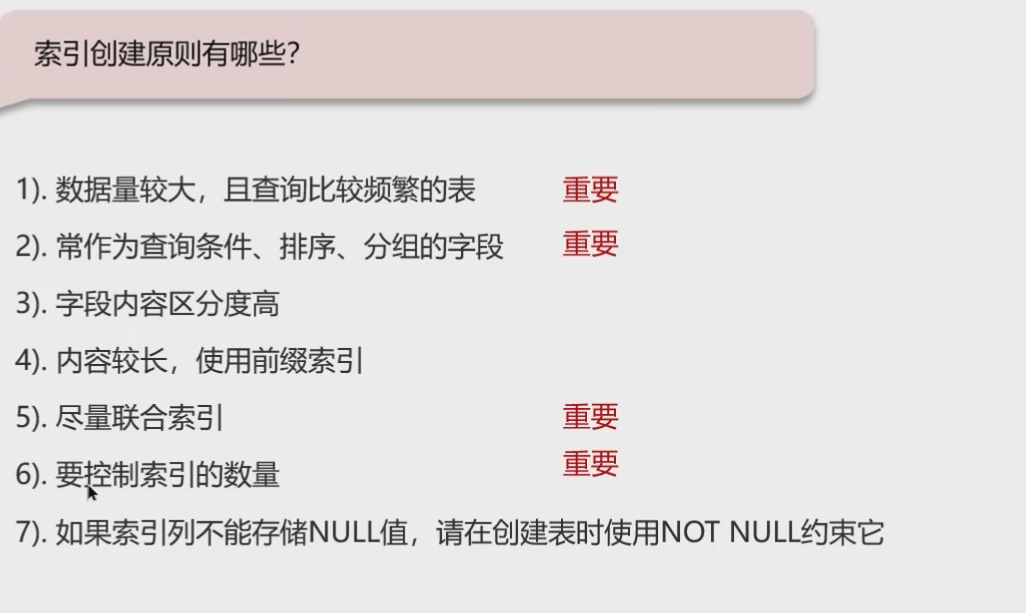 索引创建原则有哪些？
1). 数据量较大，且查询比较频繁的表 重要
2). 常作为查询条件、排序、分组的字段 重要
3). 字段内容区分度高
4). 内容较长，使用前缀索引
5). 尽量联合索引 重要
6). 要控制索引的数量 重要
7). 如果索引列不能存储NULL值，请在创建表时使用NOT NULL约束它